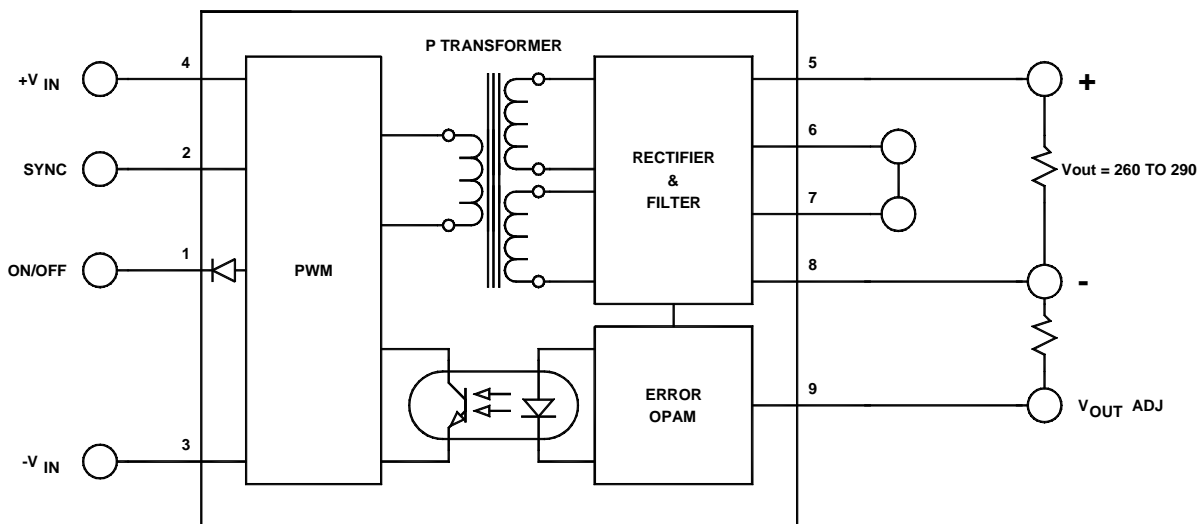 P TRANSFORMER
4
+V IN
5
+
6
2
SYNC
RECTIFIER
&
FILTER
Vout = 260 TO 290
7
1
ON/OFF
PWM
8
-
ERROR
OPAM
9
VOUT ADJ
3
-V IN